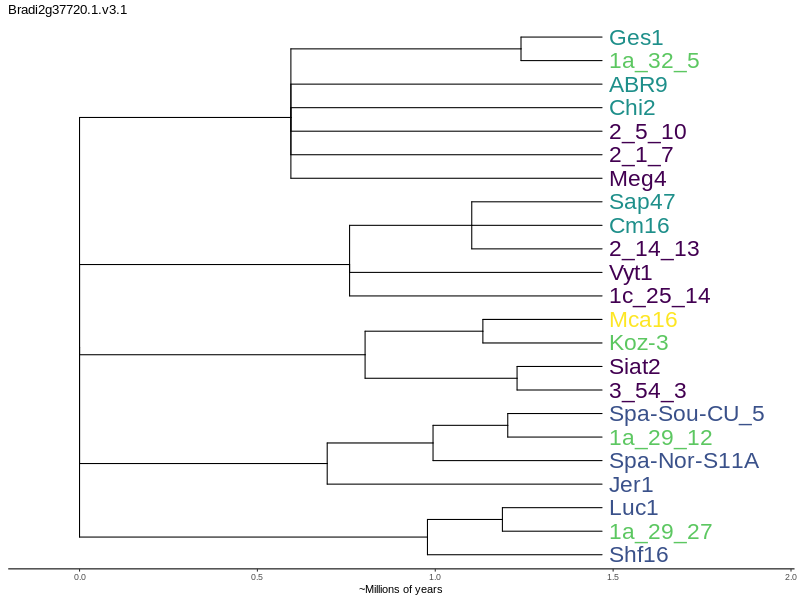 Bradi2g37720.1.v3.1
Ges1
1a_32_5
ABR9
Chi2
2_5_10
2_1_7
Meg4
Sap47
Cm16
2_14_13
Vyt1
1c_25_14
Mca16
Koz-3
Siat2
3_54_3
Spa-Sou-CU_5
1a_29_12
Spa-Nor-S11A
Jer1
Luc1
1a_29_27
Shf16
0.0 0.5 1.0 1.5 2.0
~Millions of years